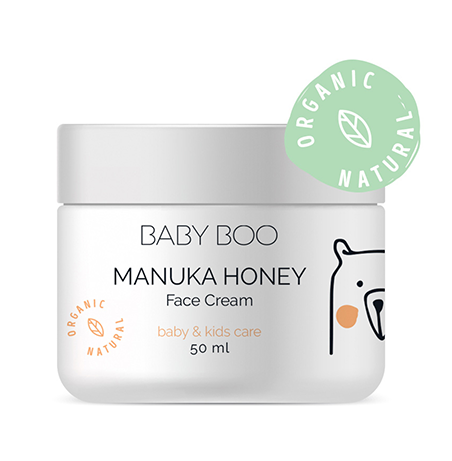 ORGANIC
NATURAL
BABY BOO
MANUKA HONEY
Face Cream
baby & kids care
50 ml
ORGANIC
NATURAL